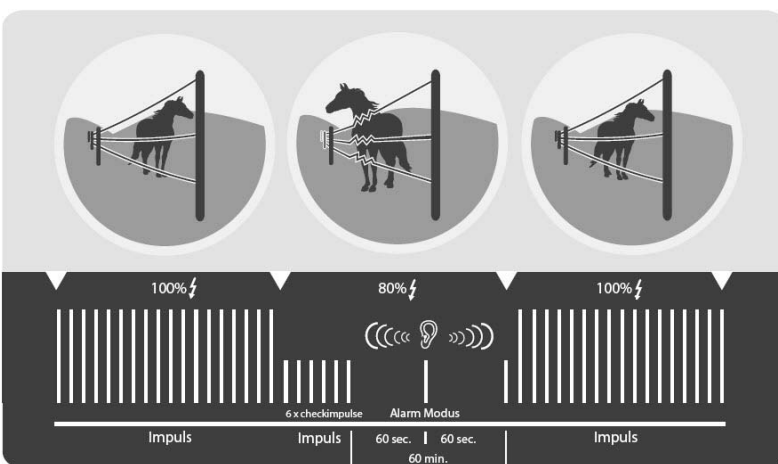 100% 80% 100%
6 x checkimpulse Alarm Modus
Impuls Impuls 60 sec. 60 sec. Impuls
60 min.